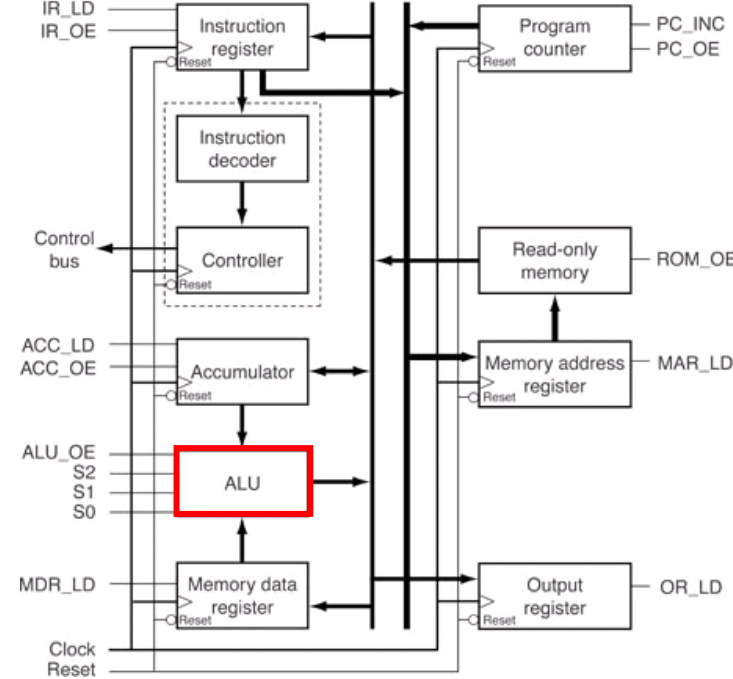 IR_LD
IR_OE
Instruction
register
Reset
Program
counter
Reset
PC_INC
PC_OE
Instruction
decoder
Control
bus
Controller
Reset
Read-only
memory
ROM_OE
ACC_LD
ACC_OE
Accumulator
Reset
Memory address
register
Reset
MAR_LD
ALU_OE
S2
S1
S0
ALU
MDR_LD
Memory data
register
Reset
Output
register
Reset
OR_LD
Clock
Reset